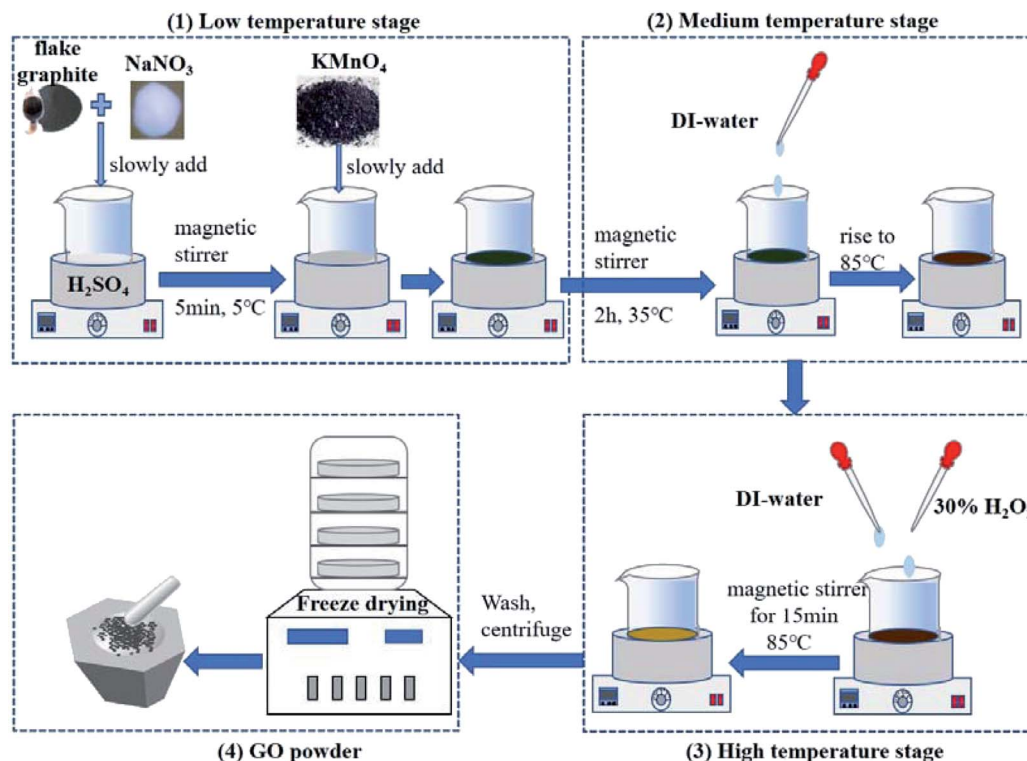 (1) Low temperature stage
flake
graphite
NaNO₃
KMnO₄
slowly add
slowly add
H₂SO₄
magnetic
stirrer
5min, 5°C
(2) Medium temperature stage
DI-water
magnetic
stirrer
2h, 35°C
rise to
85°C
DI-water
30% H₂O
magnetic stirrer
for 15min
85°C
(3) High temperature stage
Wash,
centrifuge
Freeze drying
(4) GO powder